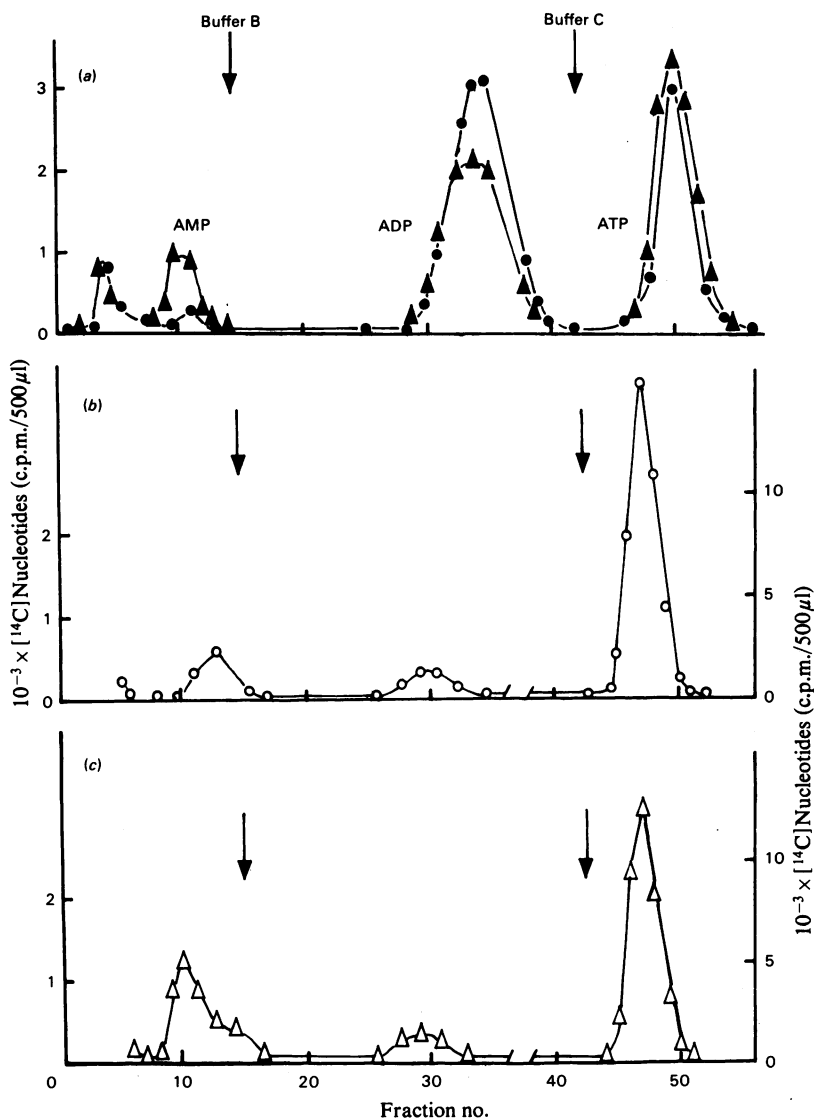 Buffer B
Buffer C
(a)
3
2
1
0
AMP
ADP
ATP
(b)
2
1
0
10
5
0
(c)
2
1
10
5
0
0
10
20
30
40
50
Fraction no.
10⁻³ × [¹⁴C]Nucleotides (c.p.m./500μl)
10⁻³ × [¹⁴C]Nucleotides (c.p.m./500μl)